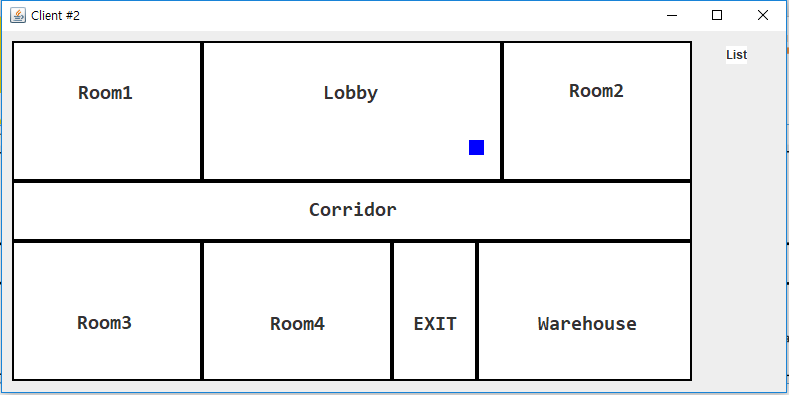 Client #2
List
Room1
Lobby
Room2
Corridor
Room3
Room4
EXIT
Warehouse